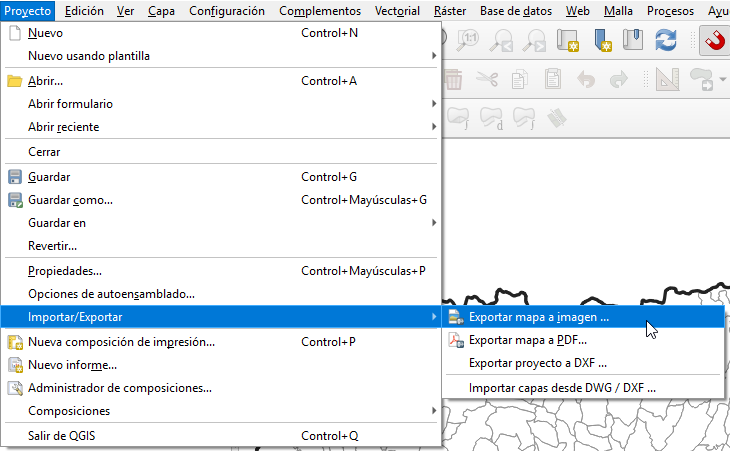 Proyecto Edición Ver Capa Configuración Complementos Vectorial Ráster Base de datos Web Malla Procesos Ayu
Nuevo Control+N
Nuevo usando plantilla
Abrir... Control+A
Abrir formulario
Abrir reciente
Cerrar
Guardar Control+G
Guardar como... Control+Mayúsculas+G
Guardar en
Revertir...
Propiedades... Control+Mayúsculas+P
Opciones de autoensamblado...
Importar/Exportar
Exportar mapa a imagen ...
Nueva composición de impresión... Control+P
Exportar mapa a PDF...
Nuevo informe...
Exportar proyecto a DXF ...
Administrador de composiciones...
Importar capas desde DWG / DXF ...
Composiciones
Salir de QGIS Control+Q